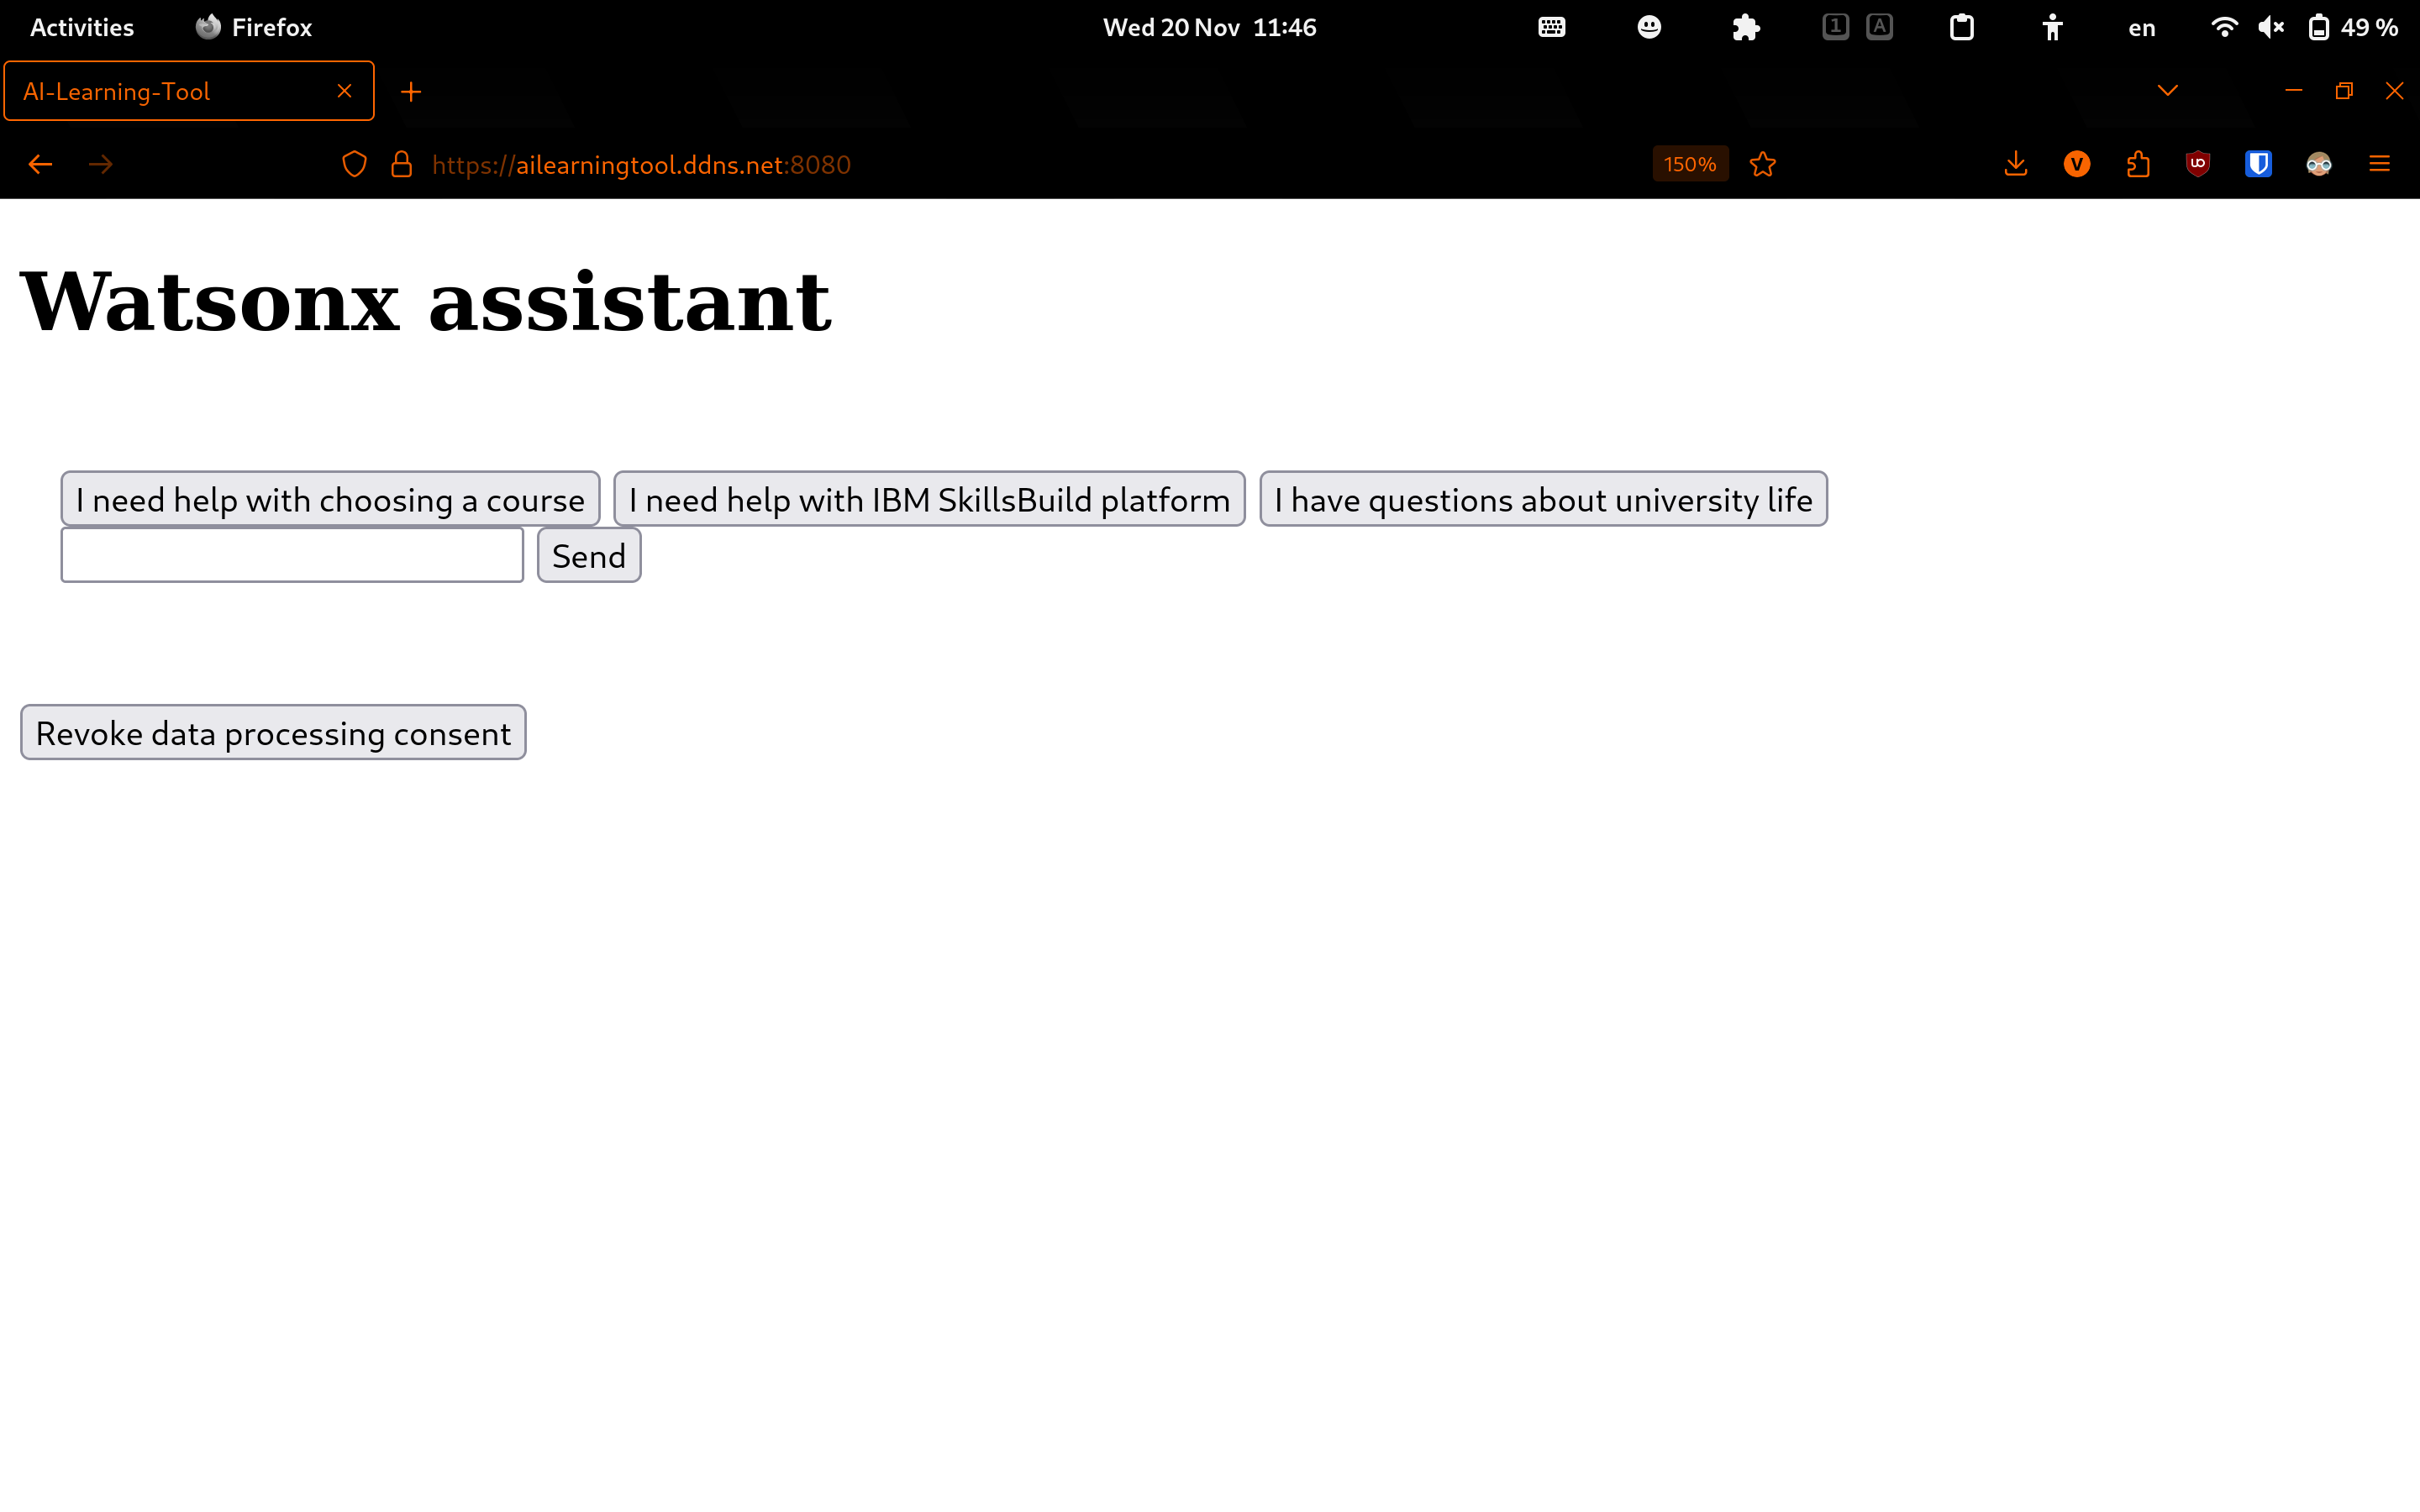 Activities Firefox Wed 20 Nov 11:46 1 A en 49 %
AI-Learning-Tool
https://ailearningtool.ddns.net:8080 150% V UO
Watsonx assistant
I need help with choosing a course I need help with IBM SkillsBuild platform I have questions about university life
Send
Revoke data processing consent